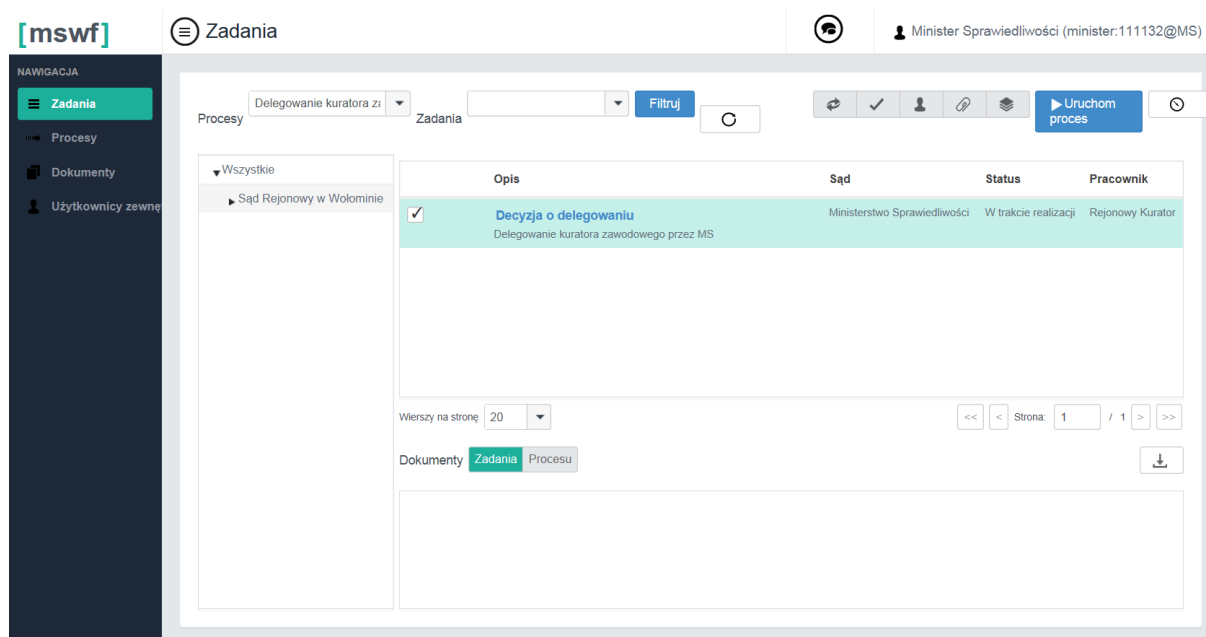 [mswf]
Zadania
Minister Sprawiedliwości (minister:111132@MS)
NAWIGACJA
Zadania
Procesy
Dokumenty
Użytkownicy zewnę
Procesy
Delegowanie kuratora
Zadania
Filtruj
Uruchom
proces
Wszystkie
Sąd Rejonowy w Wołominie
Opis Sąd Status Pracownik
Decyzja o delegowaniu Ministerstwo Sprawiedliwości W trakcie realizacji Rejonowy Kurator
Delegowanie kuratora zawodowego przez MS
Wierszy na stronę 20
<< < Strona: 1 / 1 > >>
Dokumenty Zadania Procesu